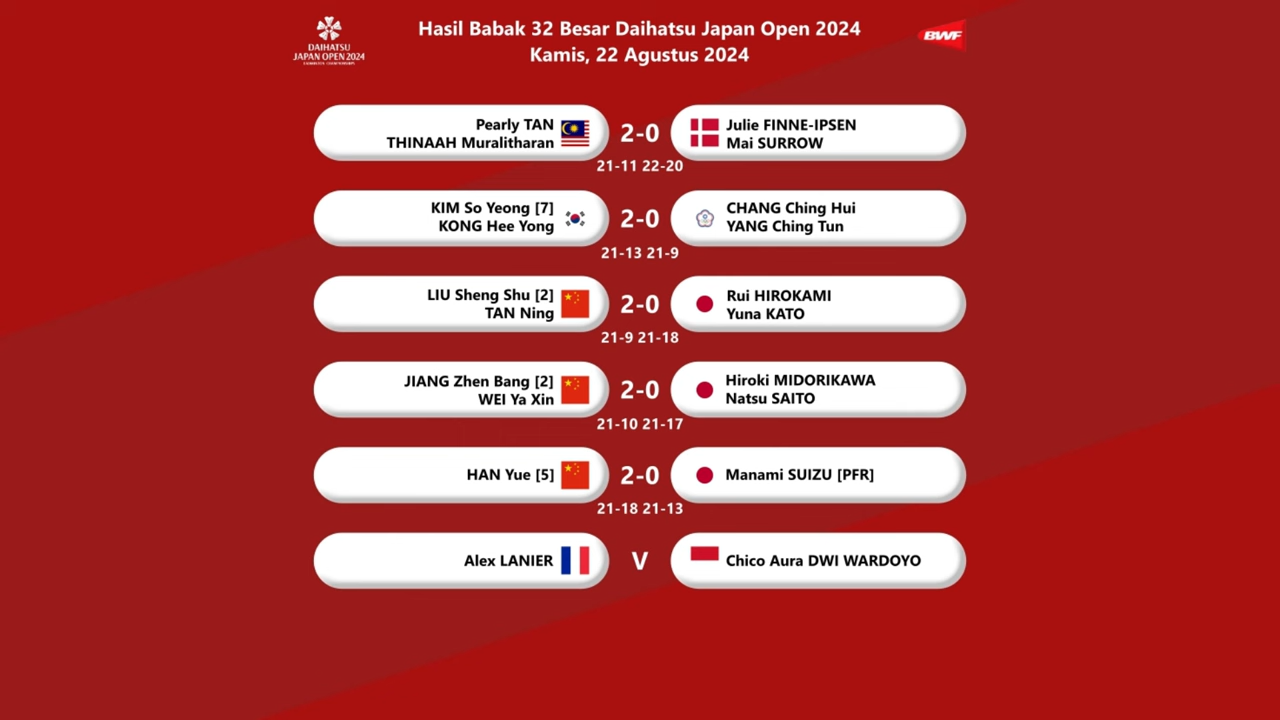 DAIHATSU
JAPAN OPEN 2024
Hasil Babak 32 Besar Daihatsu Japan Open 2024
Kamis, 22 Agustus 2024
BWF
Pearly TAN
THINAAH Muralitharan
2-0
Julie FINNE-IPSEN
Mai SURROW
21-11 22-20
KIM So Yeong [7]
KONG Hee Yong
2-0
CHANG Ching Hui
YANG Ching Tun
21-13 21-9
LIU Sheng Shu [2]
TAN Ning
2-0
Rui HIROKAMI
Yuna KATO
21-9 21-18
JIANG Zhen Bang [2]
WEI Ya Xin
2-0
Hiroki MIDORIKAWA
Natsu SAITO
21-10 21-17
HAN Yue [5]
2-0
Manami SUIZU [PFR]
21-18 21-13
Alex LANIER
V
Chico Aura DWI WARDOYO